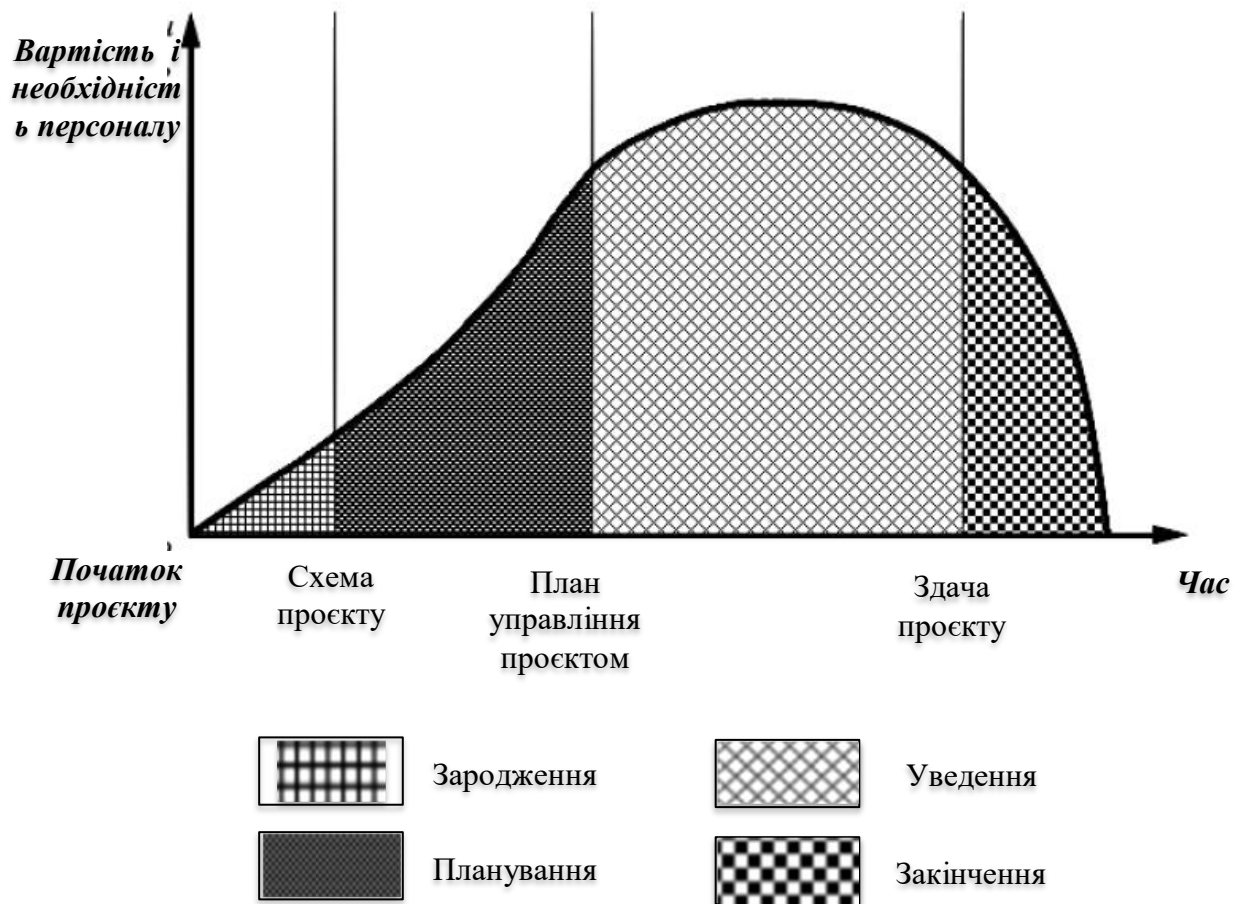 Вартість і
необхідніст
ь персоналу
Початок
проєкту
Схема
проєкту
План
управління
проєктом
Здача
проєкту
Час
Зародження
Уведення
Планування
Закінчення